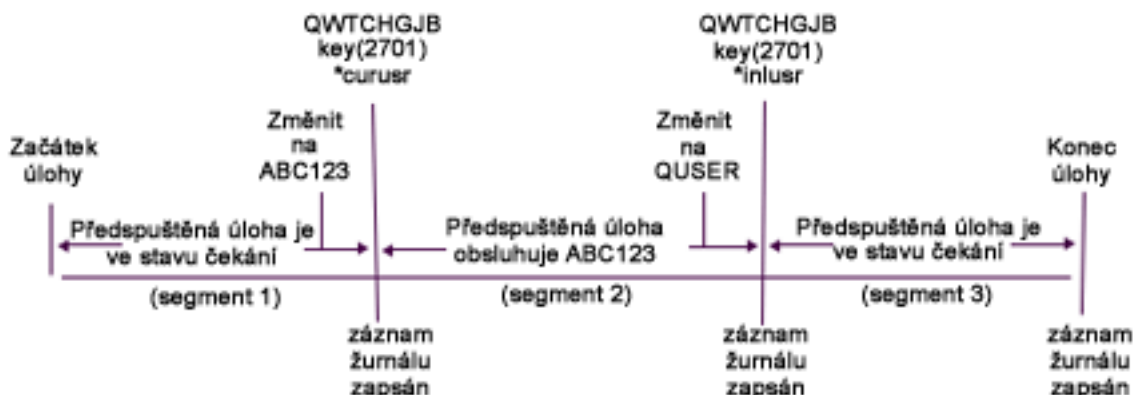 QWTCHGJB
key(2701)
*curusr
QWTCHGJB
key(2701)
*inlusr
Začátek
úlohy
Změnit
na
ABC123
Změnit
na
QUSER
Konec
úlohy
Předspuštěná úloha je
ve stavu čekání
Předspuštěná úloha
obsluhuje ABC123
Předspuštěná úloha je
ve stavu čekání
(segment 1)
(segment 2)
(segment 3)
záznam
žurnálu
zapsán
záznam
žurnálu
zapsán
záznam
žurnálu
zapsán